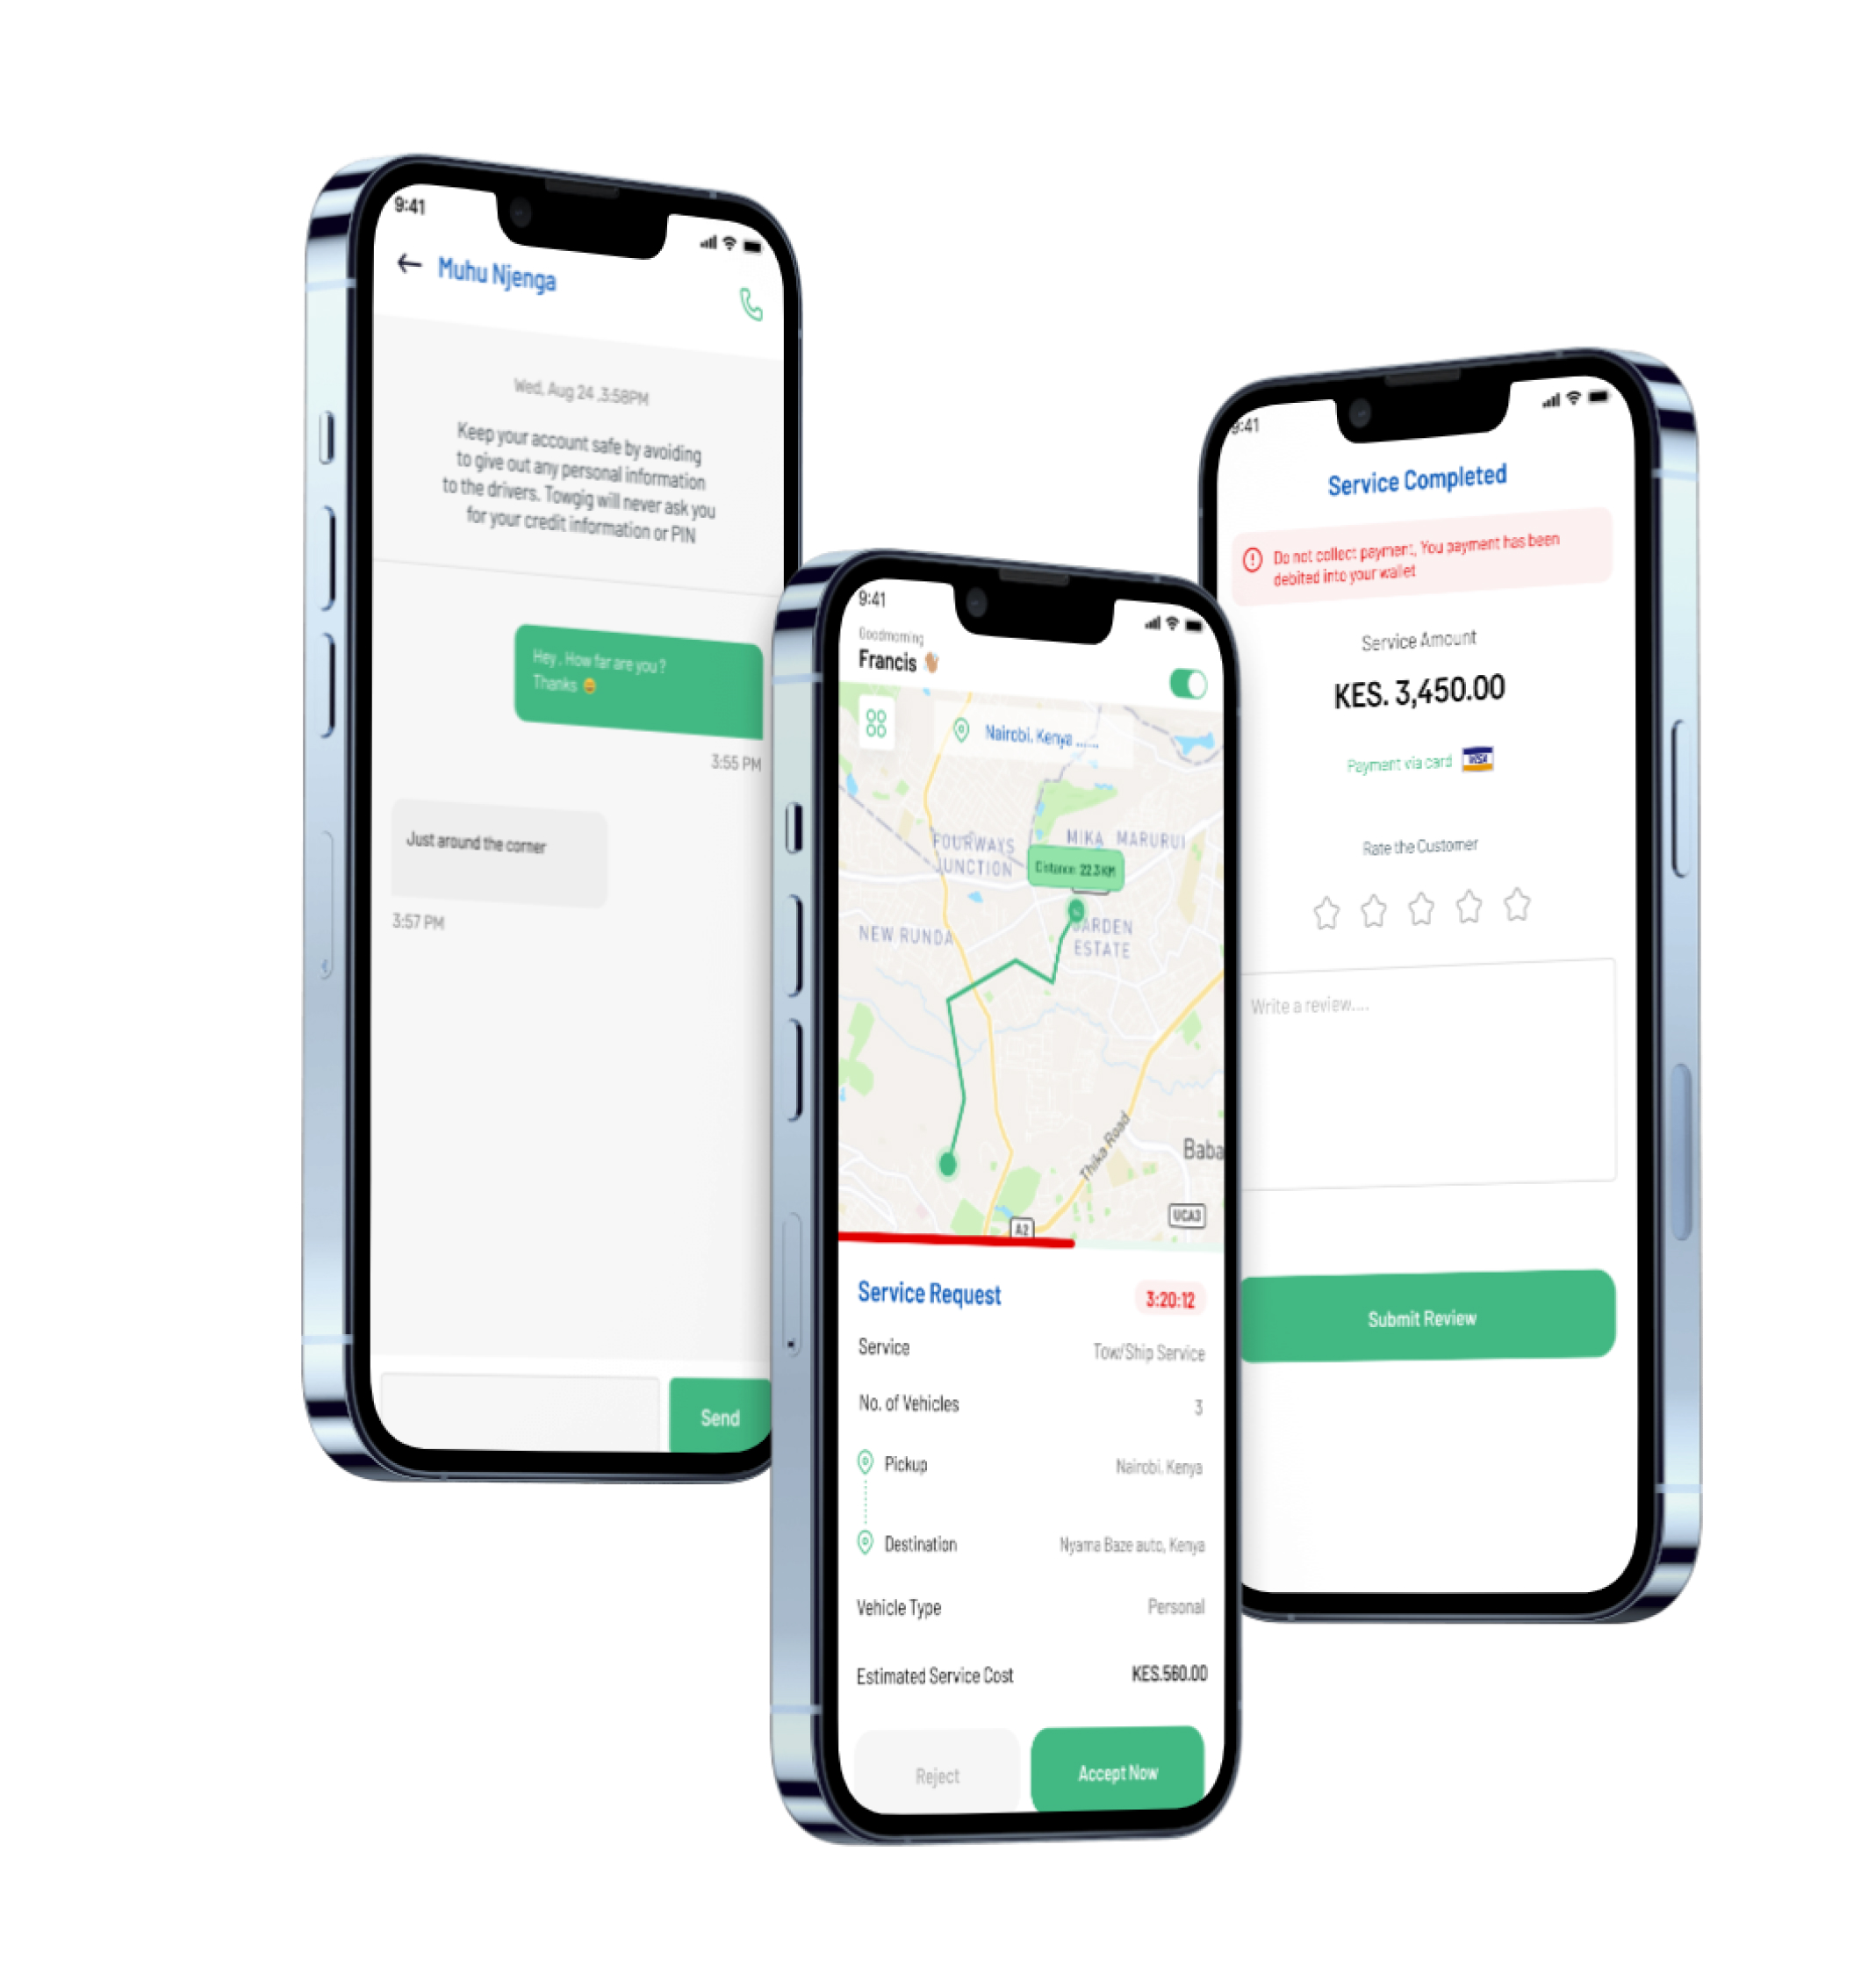 9:41
Muhu Njenga
Wed, Aug 24 ,3:58PM
Keep your account safe by avoiding
to give out any personal information
to the drivers. Towgig will never ask you
for your credit information or PIN
Hey . How far are you ?
Thanks 😄
3:55 PM
Just around the corner
3:57 PM
Send
9:41
Goodmorning
Francis 👋🏽
Nairobi, Kenya ......
FOURWAYS
JUNCTION
MIKA MARURUI
Distance: 22.3 KM
NEW RUNDA
GARDEN
ESTATE
Thika Road
Baba
UCA3
A2
Service Request
3:20:12
Service Tow/Ship Service
No. of Vehicles 3
Pickup Nairobi, Kenya
Destination Nyama Baze auto, Kenya
Vehicle Type Personal
Estimated Service Cost KES.560.00
Reject Accept Now
9:41
Service Completed
Do not collect payment, You payment has been
debited into your wallet
Service Amount
KES. 3,450.00
Payment via card VISA
Rate the Customer
Write a review....
Submit Review